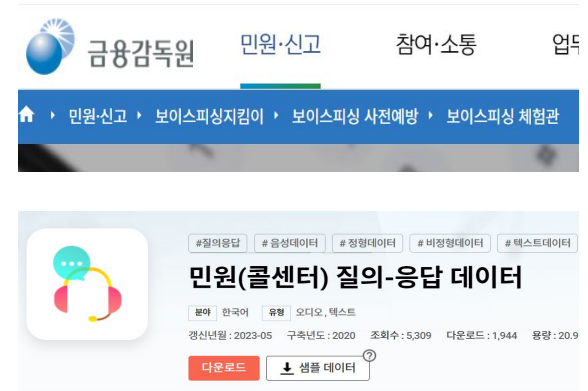 금융감독원
민원·신고 참여·소통
민원·신고 보이스피싱지킴이 보이스피싱 사전예방 보이스피싱 체험관
#질의응답 # 음성데이터 # 정형데이터 # 비정형데이터 # 텍스트데이터
민원(콜센터) 질의-응답 데이터
분야 한국어 유형 오디오, 텍스트
갱신년월 : 2023-05 구축년도 : 2020 조회수 : 5,309 다운로드 : 1,944 용량 : 20.9
다운로드 샘플 데이터 ?